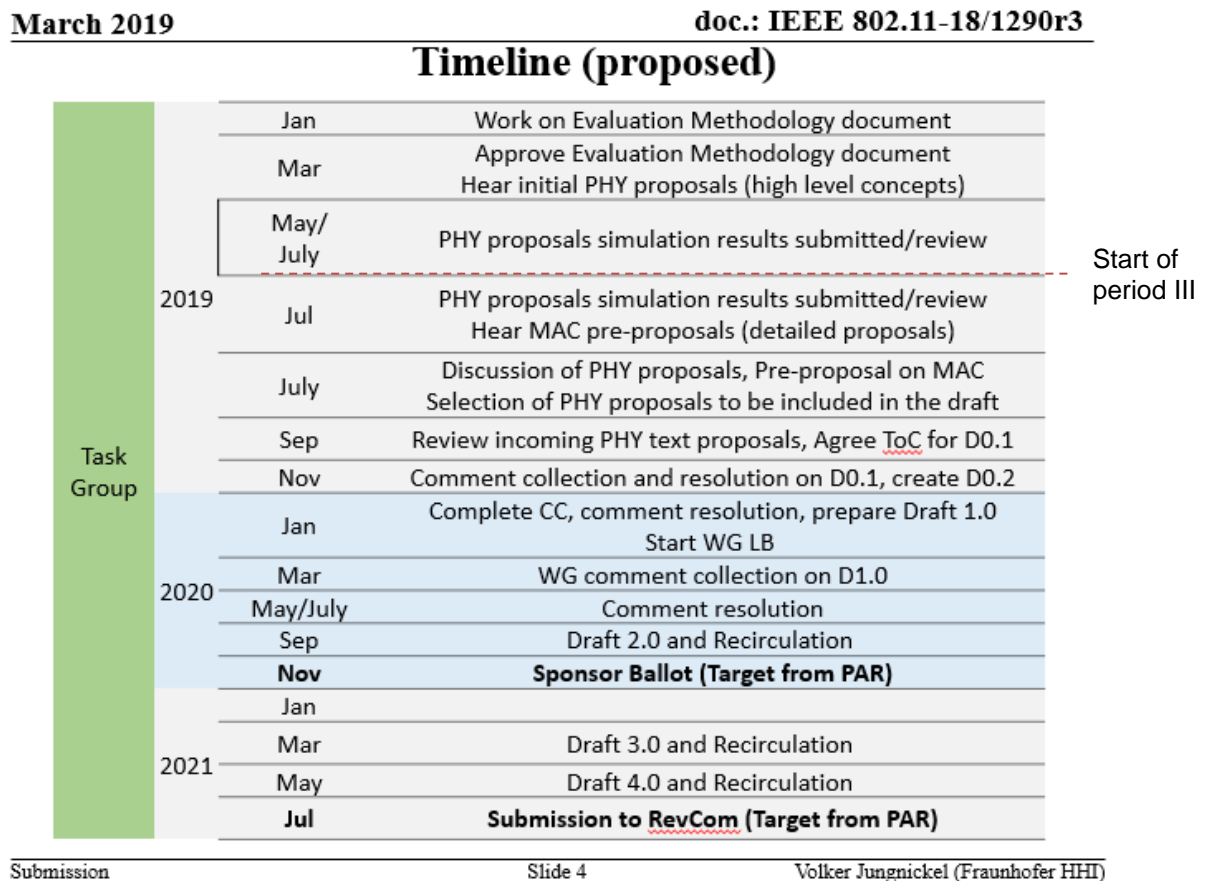 March 2019 doc.: IEEE 802.11-18/1290r3
Timeline (proposed)
Task
Group
2019
Jan Work on Evaluation Methodology document
Mar Approve Evaluation Methodology document
Hear initial PHY proposals (high level concepts)
May/
July PHY proposals simulation results submitted/review
Start of
period III
Jul PHY proposals simulation results submitted/review
Hear MAC pre-proposals (detailed proposals)
July Discussion of PHY proposals, Pre-proposal on MAC
Selection of PHY proposals to be included in the draft
Sep Review incoming PHY text proposals, Agree ToC for D0.1
Nov Comment collection and resolution on D0.1, create D0.2
2020
Jan Complete CC, comment resolution, prepare Draft 1.0
Start WG LB
Mar WG comment collection on D1.0
May/July Comment resolution
Sep Draft 2.0 and Recirculation
Nov Sponsor Ballot (Target from PAR)
2021
Jan
Mar Draft 3.0 and Recirculation
May Draft 4.0 and Recirculation
Jul Submission to RevCom (Target from PAR)
Submission Slide 4 Volker Jungnickel (Fraunhofer HHI)